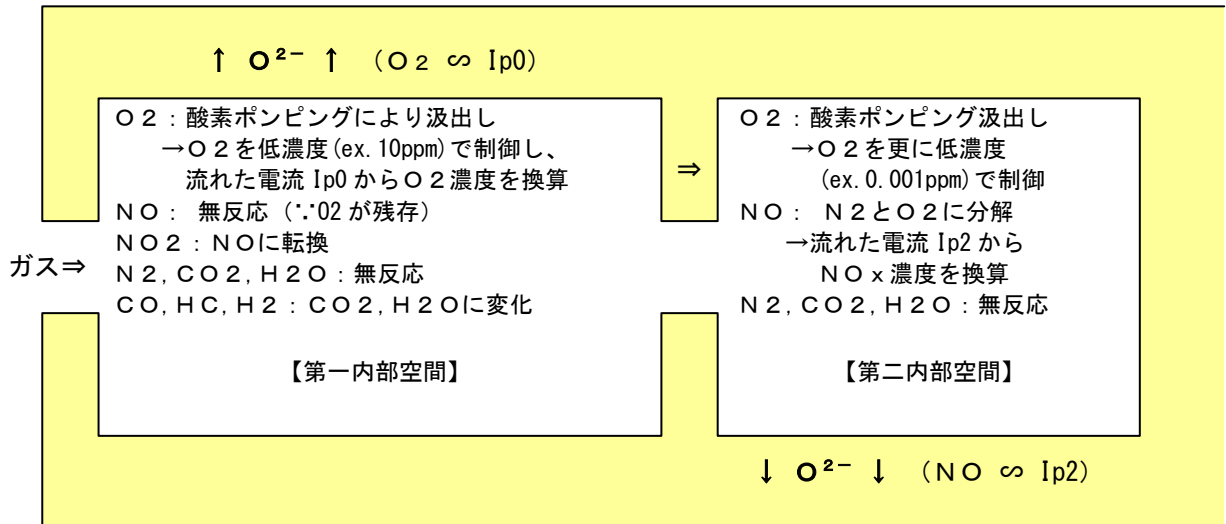 ↑ O²⁻ ↑ (O2 ∽ Ip0)
O2:酸素ポンピングにより汲出し
→O2を低濃度(ex.10ppm)で制御し、
流れた電流 Ip0 からO2濃度を換算
NO: 無反応 (∵O2 が残存)
NO2:NOに転換
N2,CO2,H2O:無反応
CO,HC,H2:CO2,H2Oに変化
【第一内部空間】
ガス⇒
⇒
O2:酸素ポンピング汲出し
→O2を更に低濃度
(ex.0.001ppm)で制御
NO: N2とO2に分解
→流れた電流 Ip2 から
NOx濃度を換算
N2,CO2,H2O:無反応
【第二内部空間】
↓ O²⁻ ↓ (NO ∽ Ip2)